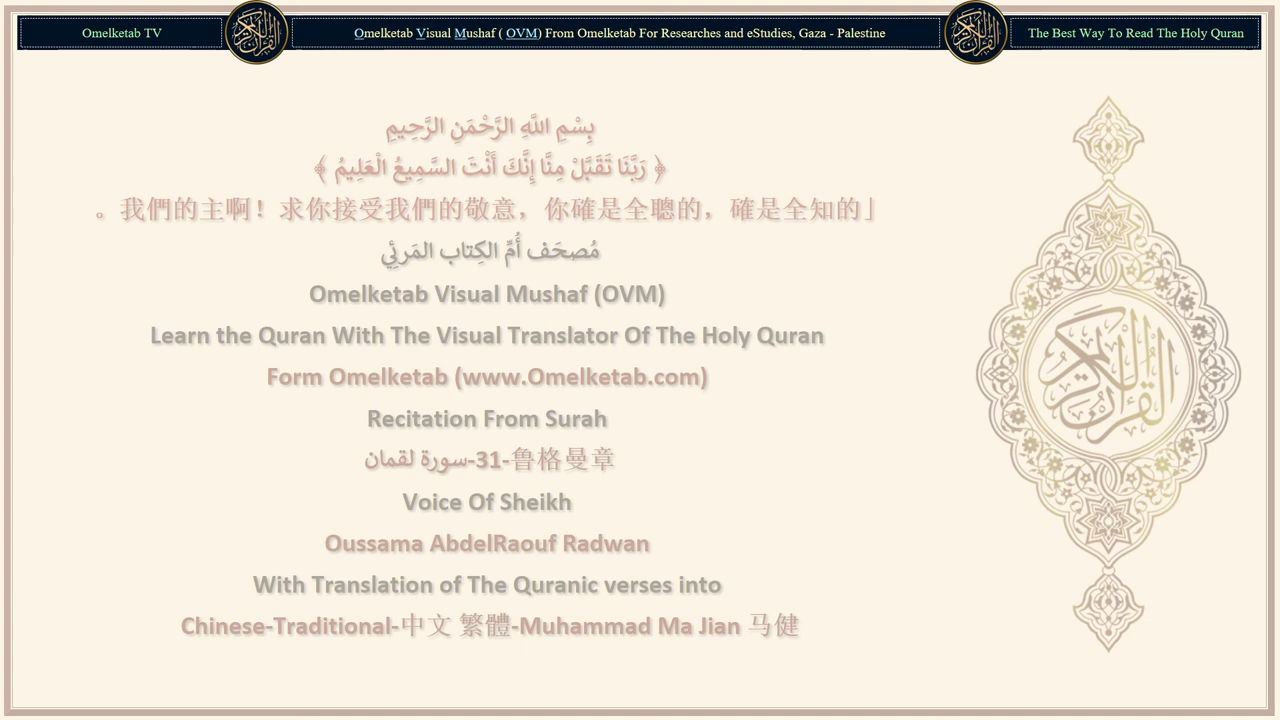 Omelketab TV
Omelketab Visual Mushaf ( OVM) From Omelketab For Researches and eStudies, Gaza - Palestine
The Best Way To Read The Holy Quran
بِسْمِ اللَّهِ الرَّحْمَنِ الرَّحِيمِ
﴿ رَبَّنَا تَقَبَّلْ مِنَّا إِنَّكَ أَنْتَ السَّمِيعُ الْعَلِيمُ ﴾
。我們的主啊！求你接受我們的敬意，你確是全聰的，確是全知的」
مُصحَف أُمِّ الكِتاب المَرئِي
Omelketab Visual Mushaf (OVM)
Learn the Quran With The Visual Translator Of The Holy Quran
Form Omelketab (www.Omelketab.com)
Recitation From Surah
سورة لقمان-31-鲁格曼章
Voice Of Sheikh
Oussama AbdelRaouf Radwan
With Translation of The Quranic verses into
Chinese-Traditional-中文 繁體-Muhammad Ma Jian 马健
القرآن الكريم